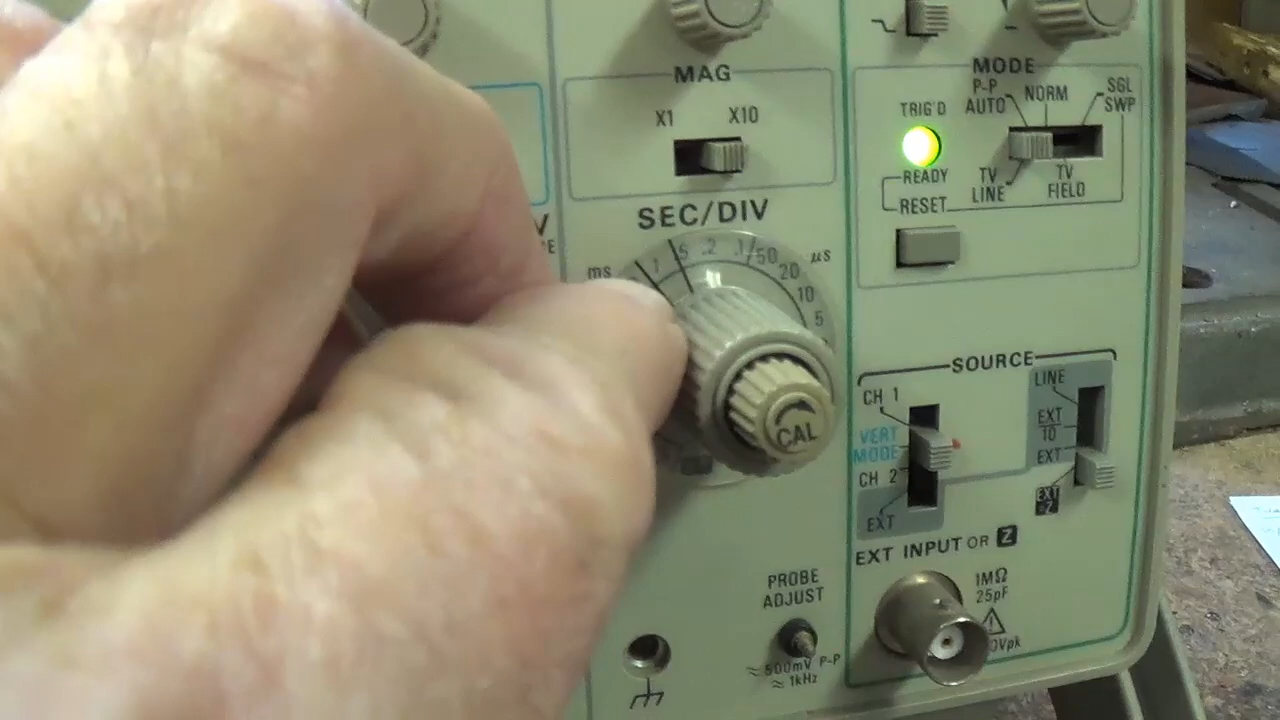 MAG
X1
X10
SEC/DIV
ms
.5
.2
.1
50
20
10
5
µs
MODE
P-P
AUTO
NORM
SGL
SWP
TRIG'D
READY
RESET
TV
LINE
TV
FIELD
SOURCE
CH 1
VERT
MODE
CH 2
EXT
LINE
EXT
10
EXT
EXT
Z
CAL
EXT INPUT OR Z
1MΩ
25pF
PROBE
ADJUST
≈500mV P-P
≈1kHz